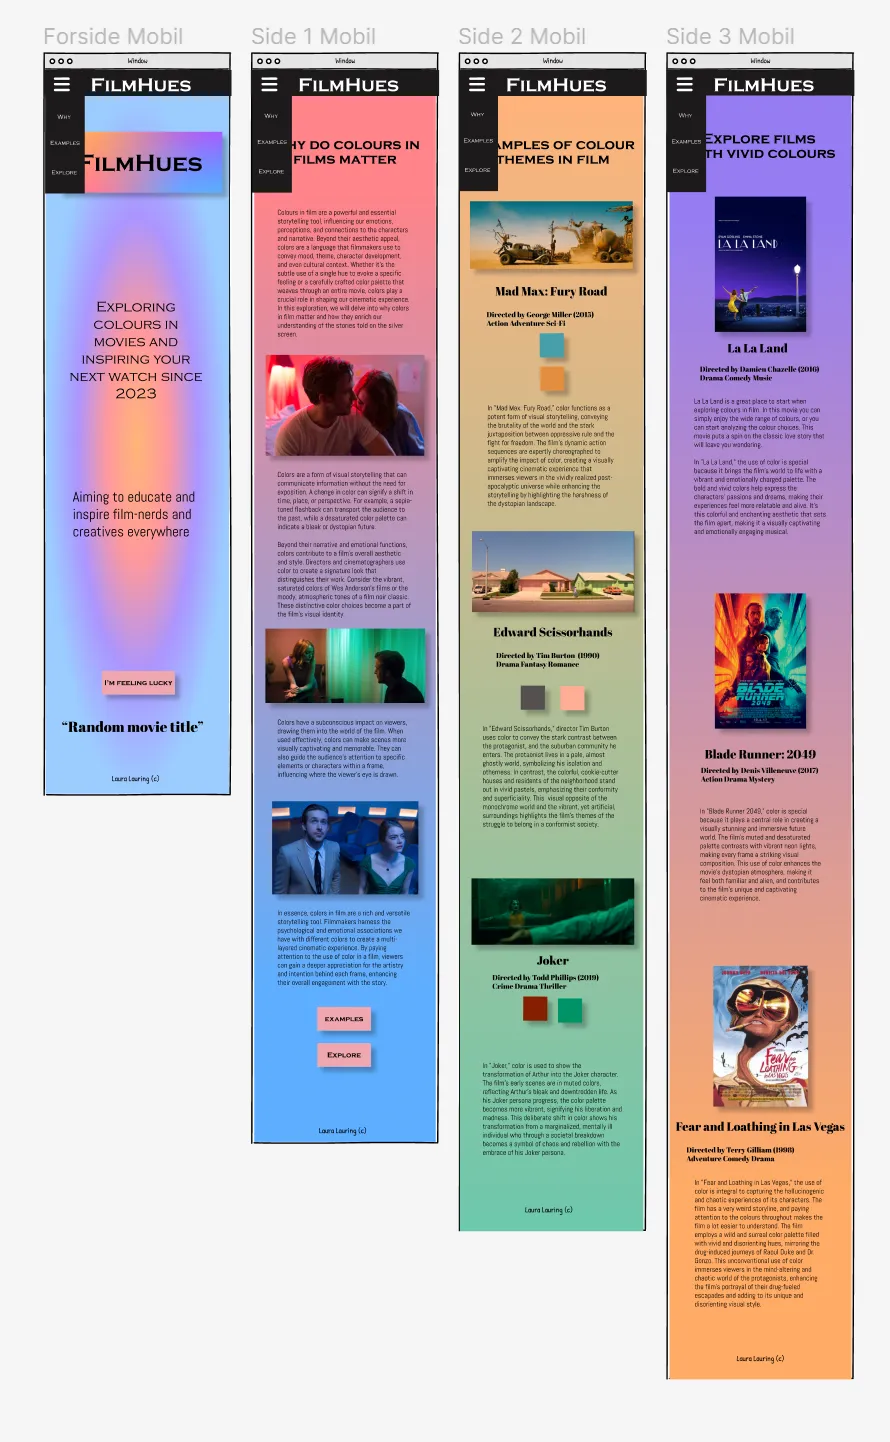 Forside Mobil
Window
FilmHues
Why
Examples
Explore
FilmHues
Exploring
colours in
movies and
inspiring your
next watch since
2023
Aiming to educate and
inspire film-nerds and
creatives everywhere
I'm feeling lucky
“Random movie title”
Laura Lauring (c)
Side 1 Mobil
Window
FilmHues
Why
Examples
Explore
HY DO COLOURS IN
FILMS MATTER
Colours in film are a powerful and essential
storytelling tool, influencing our emotions,
perceptions, and connections to the characters
and narrative. Beyond their aesthetic appeal,
colors are a language that filmmakers use to
convey mood, theme, character development,
and even cultural context. Whether it's the
subtle use of a single hue to evoke a specific
feeling or a carefully crafted color palette that
weaves through an entire movie, colors play a
crucial role in shaping our cinematic experience.
In this exploration, we will delve into why colors
in film matter and how they enrich our
understanding of the stories told on the silver
screen.
Colors are a form of visual storytelling that can
communicate information without the need for
exposition. A change in color can signify a shift in
time, place, or perspective. For example, a sepia-
toned flashback can transport the audience to
the past, while a desaturated color palette can
indicate a bleak or dystopian future.
Beyond their narrative and emotional functions,
colors contribute to a film's overall aesthetic
and style. Directors and cinematographers use
color to create a signature look that
distinguishes their work. Consider the vibrant,
saturated colors of Wes Anderson's films or the
moody, atmospheric tones of a film noir classic.
These distinctive color choices become a part of
the film's visual identity.
Colors have a subconscious impact on viewers,
drawing them into the world of the film. When
used effectively, colors can make scenes more
visually captivating and memorable. They can
also guide the audience's attention to specific
elements or characters within a frame,
influencing where the viewer's eye is drawn.
In essence, colors in film are a rich and versatile
storytelling tool. Filmmakers harness the
psychological and emotional associations we
have with different colors to create a multi-
layered cinematic experience. By paying
attention to the use of color in a film, viewers
can gain a deeper appreciation for the artistry
and intention behind each frame, enhancing
their overall engagement with the story.
examples
Explore
Laura Lauring (c)
Side 2 Mobil
Window
FilmHues
Why
Examples
Explore
AMPLES OF COLOUR
THEMES IN FILM
Mad Max: Fury Road
Directed by George Miller (2015)
Action Adventure Sci-Fi
In "Mad Max: Fury Road," color functions as a
potent form of visual storytelling, conveying
the brutality of the world and the stark
juxtaposition between oppressive rule and the
fight for freedom. The film's dynamic action
sequences are expertly choreographed to
amplify the impact of color, creating a visually
captivating cinematic experience that
immerses viewers in the vividly realized post-
apocalyptic universe while enhancing the
storytelling by highlighting the harshness of
the dystopian landscape.
Edward Scissorhands
Directed by Tim Burton (1990)
Drama Fantasy Romance
In "Edward Scissorhands," director Tim Burton
uses color to convey the stark contrast between
the protagonist, and the suburban community he
enters. The protaonist lives in a pale, almost
ghostly world, symbolizing his isolation and
otherness. In contrast, the colorful, cookie-cutter
houses and residents of the neighborhood stand
out in vivid pastels, emphasizing their conformity
and superficiality. This visual opposite of the
monochrome world and the vibrant, yet artificial,
surroundings highlights the film's themes of the
struggle to belong in a conformist society.
Joker
Directed by Todd Phillips (2019)
Crime Drama Thriller
In "Joker," color is used to show the
transformation of Arthur into the Joker character.
The film's early scenes are in muted colors,
reflecting Arthur's bleak and downtrodden life. As
his Joker persona progress, the color palette
becomes more vibrant, signifying his liberation and
madness. This deliberate shift in color shows his
transformation from a marginalized, mentally ill
individual who through a societal breakdown
becomes a symbol of chaos and rebellion with the
embrace of his Joker persona.
Laura Lauring (c)
Side 3 Mobil
Window
FilmHues
Why
Examples
Explore
EXPLORE FILMS
TH VIVID COLOURS
LA LA LAND
La La Land
Directed by Damien Chazelle (2016)
Drama Comedy Music
La La Land is a great place to start when
exploring colours in film. In this movie you can
simply enjoy the wide range of colours, or you
can start analyzing the colour choices. This
movie puts a spin on the classic love story that
will leave you wandering.
In "La La Land," the use of color is special
because it brings the film's world to life with a
vibrant and emotionally charged palette. The
bold and vivid colors help express the
characters' passions and dreams, making their
experiences feel more relatable and alive. It's
this colorful and enchanting aesthetic that sets
the film apart, making it a visually captivating
and emotionally engaging musical.
BLADE
RUNNER
2049
Blade Runner: 2049
Directed by Denis Villeneuve (2017)
Action Drama Mystery
In "Blade Runner 2049," color is special
because it plays a central role in creating a
visually stunning and immersive future
world. The film's muted and desaturated
palette contrasts with vibrant neon lights,
making every frame a striking visual
composition. This use of color enhances the
movie's dystopian atmosphere, making it
feel both familiar and alien, and contributes
to the film's unique and captivating
cinematic experience.
Fear and
Loathing
in Las Vegas
Fear and Loathing in Las Vegas
Directed by Terry Gilliam (1998)
Adventure Comedy Drama
In "Fear and Loathing in Las Vegas," the use of
color is integral to capturing the hallucinogenic
and chaotic experiences of its characters. The
film has a very weird storyline, and paying
attention to the colours throughout makes the
film a lot easier to understand. The film
employs a wild and surreal color palette filled
with vivid and disorienting hues, mirroring the
drug-induced journeys of Raoul Duke and Dr.
Gonzo. This unconventional use of color
immerses viewers in the mind-altering and
chaotic world of the protagonists, enhancing
the film's portrayal of their drug-fueled
escapades and adding to its unique and
disorienting visual style.
Laura Lauring (c)